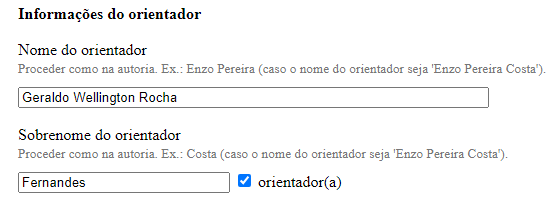 Informações do orientador
Nome do orientador
Proceder como na autoria. Ex.: Enzo Pereira (caso o nome do orientador seja 'Enzo Pereira Costa').
Geraldo Wellington Rocha
Sobrenome do orientador
Proceder como na autoria. Ex.: Costa (caso o nome do orientador seja 'Enzo Pereira Costa').
Fernandes orientador(a)